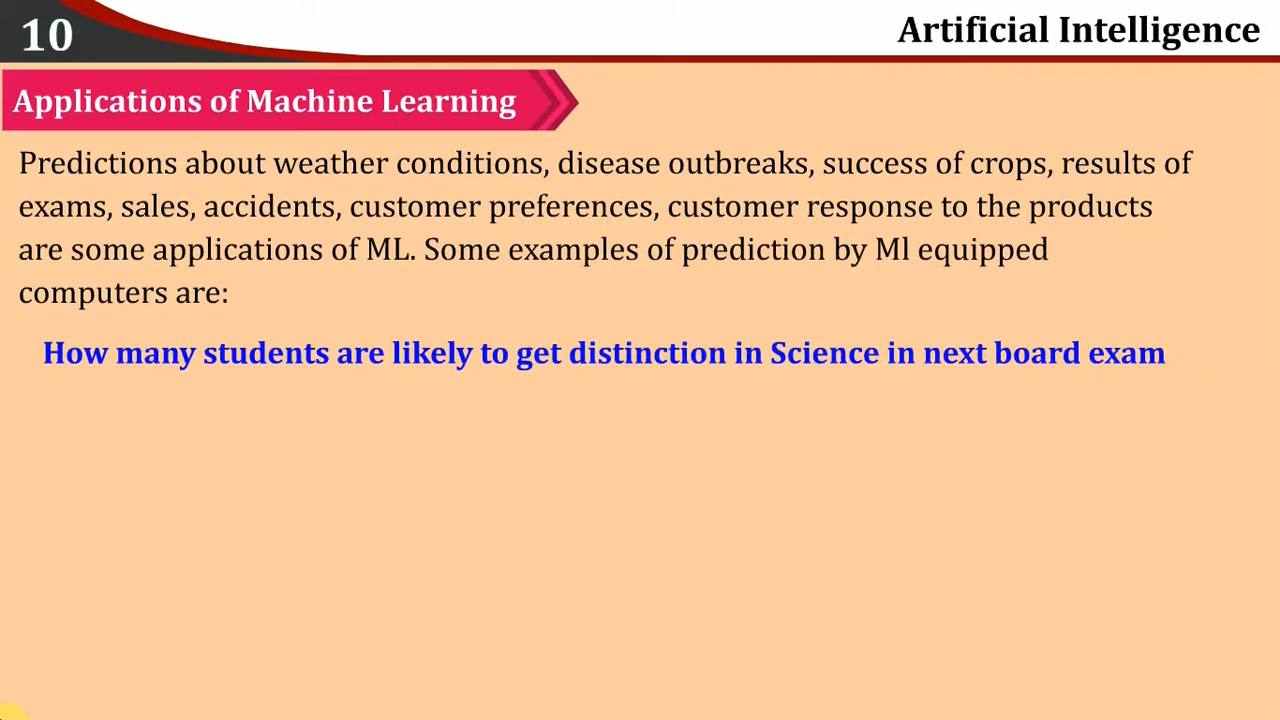 10
Artificial Intelligence
Applications of Machine Learning
Predictions about weather conditions, disease outbreaks, success of crops, results of
exams, sales, accidents, customer preferences, customer response to the products
are some applications of ML. Some examples of prediction by Ml equipped
computers are:
How many students are likely to get distinction in Science in next board exam